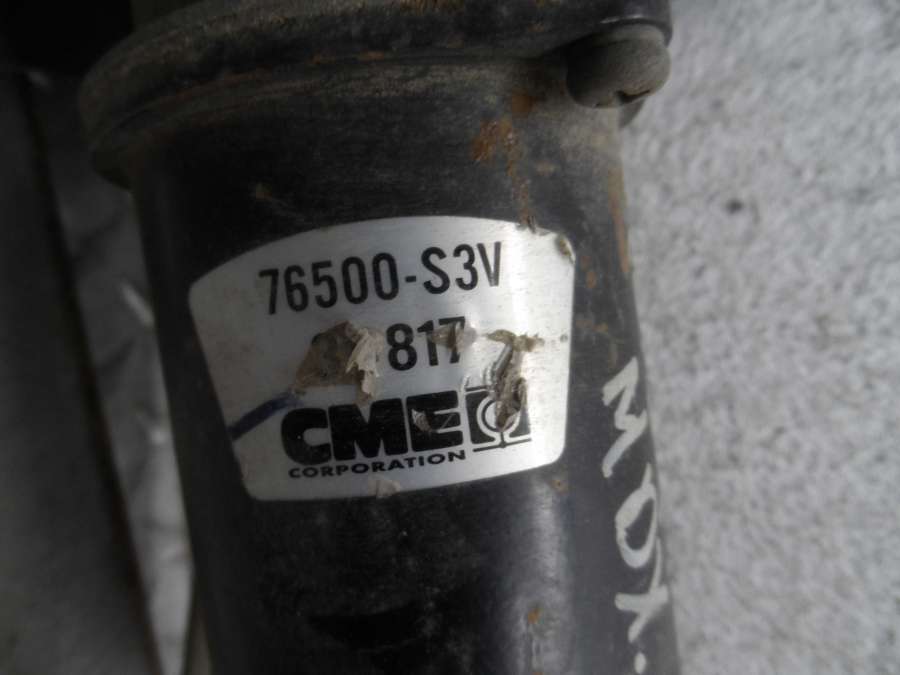 76500-S3V
817
CME
CORPORATION
MOX.